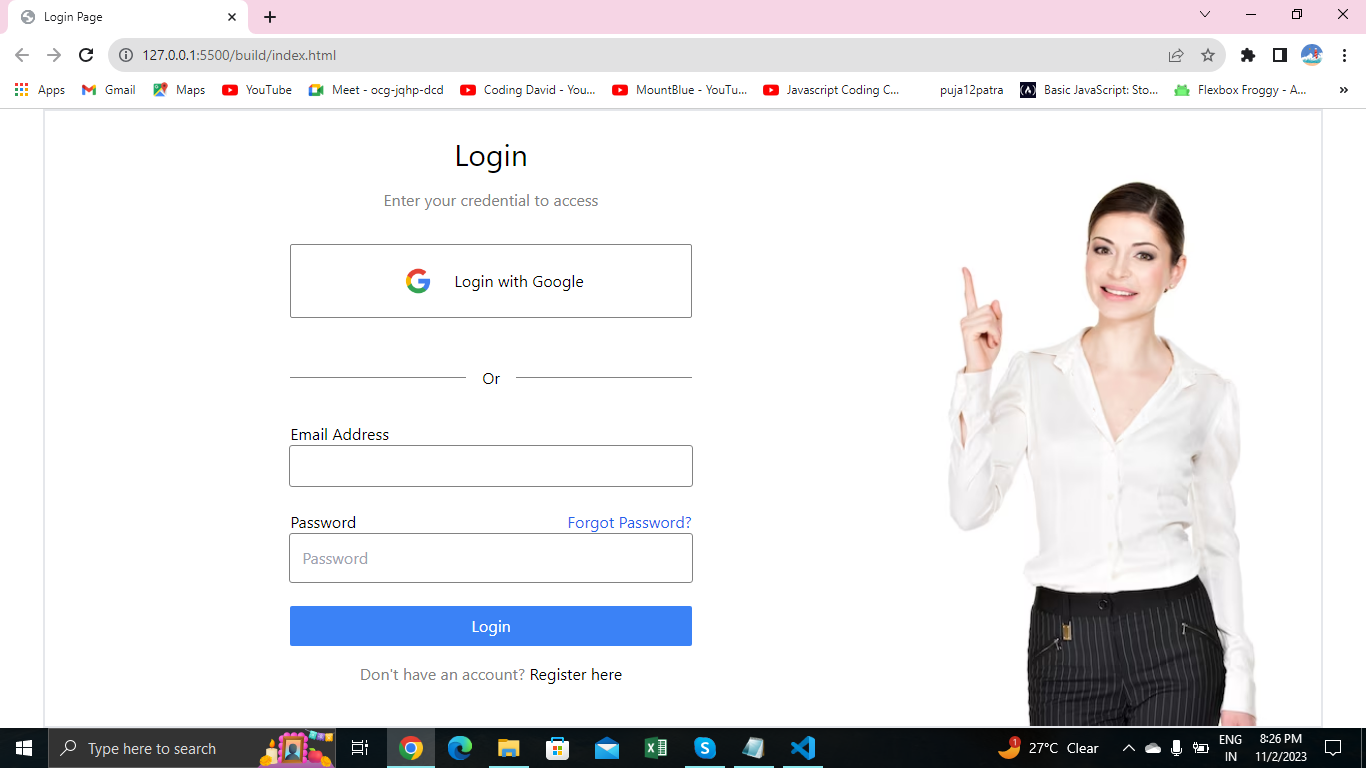 Login Page
127.0.0.1:5500/build/index.html
Apps Gmail Maps YouTube Meet - ocg-jqhp-dcd Coding David - You... MountBlue - YouTu... Javascript Coding C... puja12patra (A) Basic JavaScript: Sto... Flexbox Froggy - A... »
Login
Enter your credential to access
G Login with Google
Or
Email Address
Password Forgot Password?
Password
Login
Don't have an account? Register here
Type here to search 1 27°C Clear ENG 8:26 PM
IN 11/2/2023